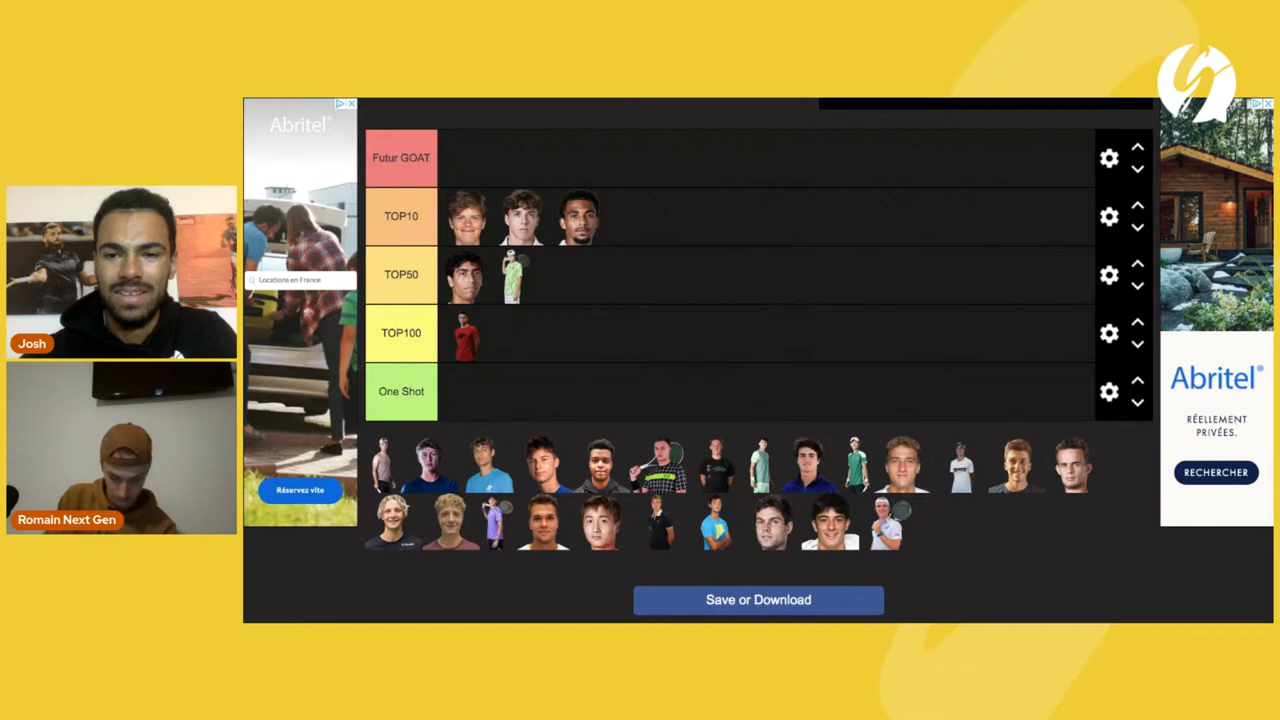 Abritel
Locations en France
Réservez vite
Josh
Romain Next Gen
Futur GOAT
TOP10
TOP50
TOP100
One Shot
Save or Download
Abritel
RÉELLEMENT
PRIVÉES.
RECHERCHER